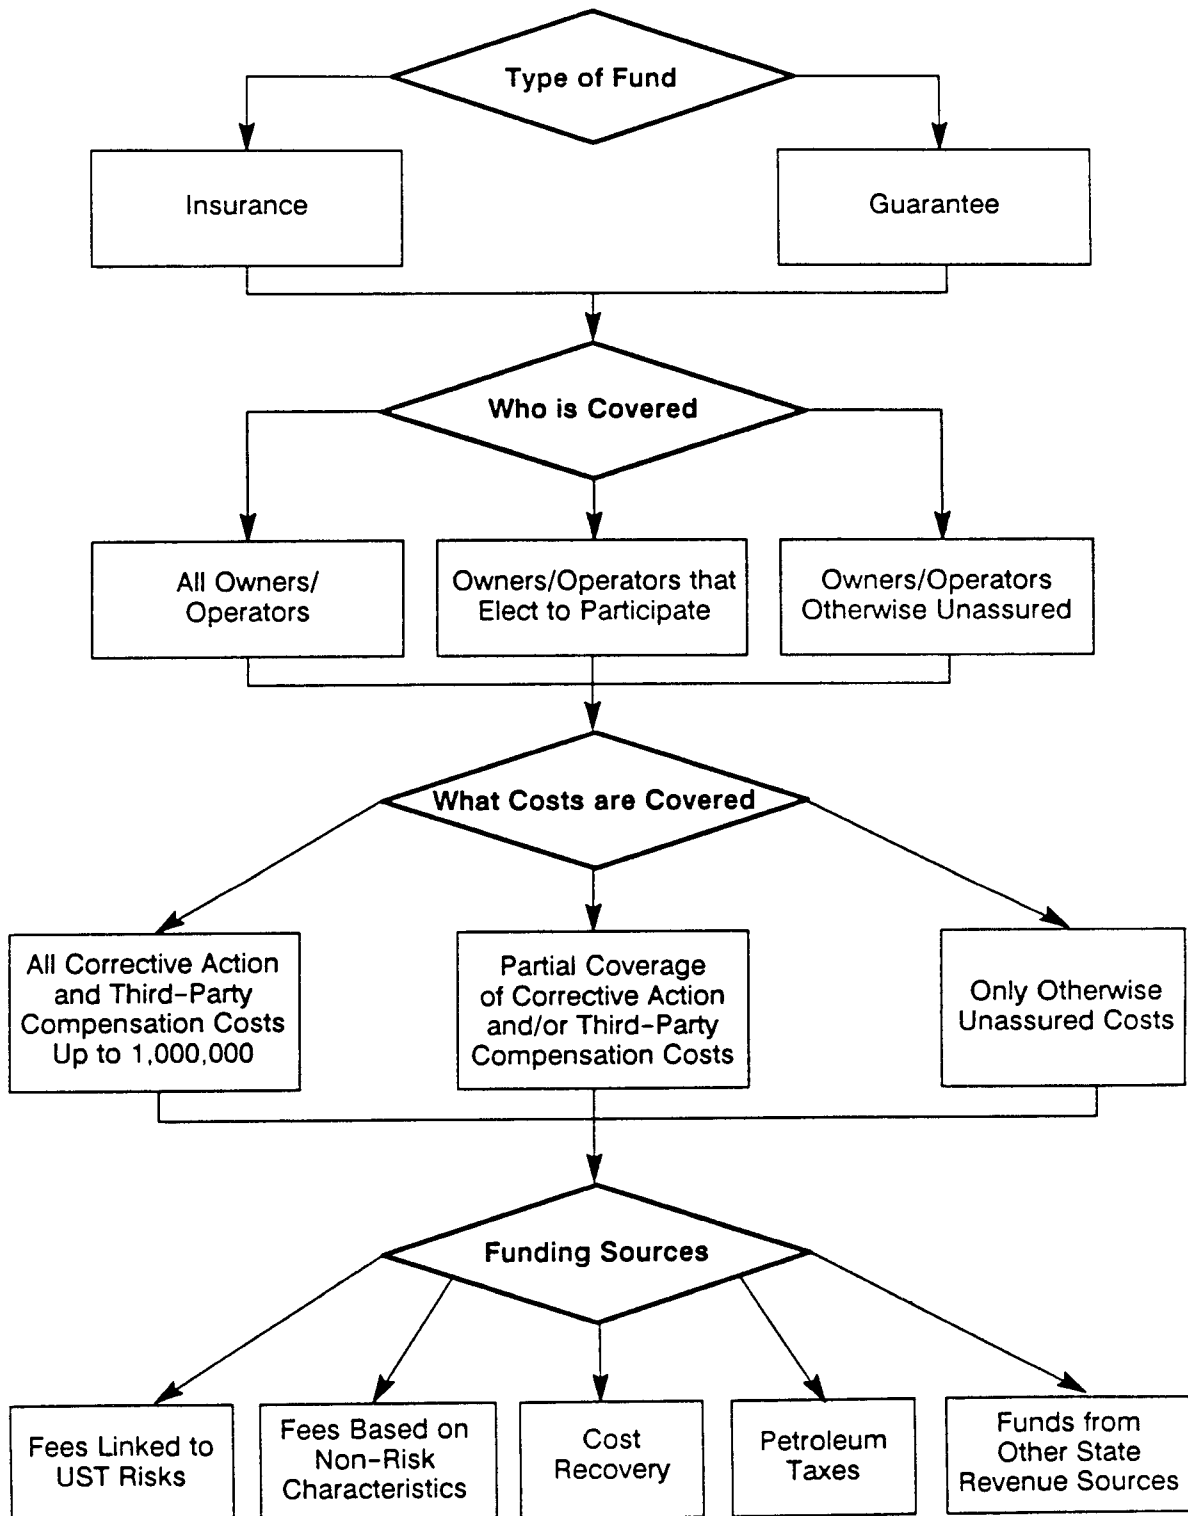 Type of Fund
Insurance
Guarantee
Who is Covered
All Owners/
Operators
Owners/Operators that
Elect to Participate
Owners/Operators
Otherwise Unassured
What Costs are Covered
All Corrective Action
and Third-Party
Compensation Costs
Up to 1,000,000
Partial Coverage
of Corrective Action
and/or Third-Party
Compensation Costs
Only Otherwise
Unassured Costs
Funding Sources
Fees Linked to
UST Risks
Fees Based on
Non-Risk
Characteristics
Cost
Recovery
Petroleum
Taxes
Funds from
Other State
Revenue Sources